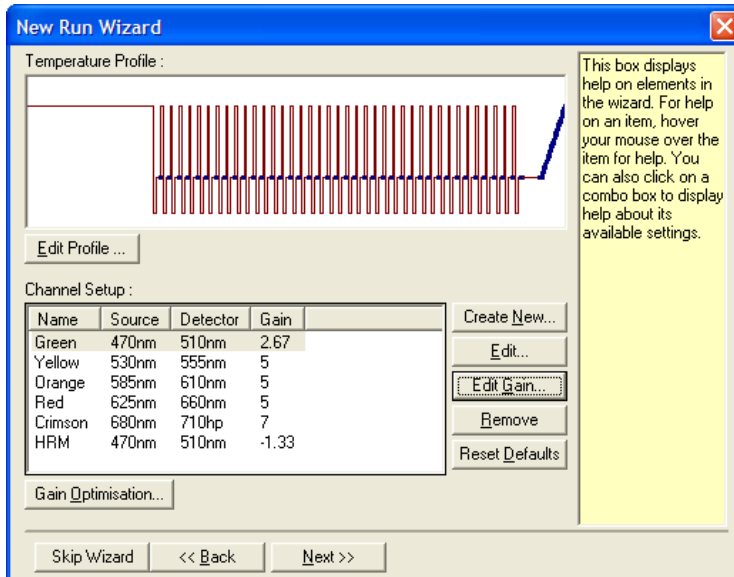 New Run Wizard
Temperature Profile :
This box displays
help on elements in
the wizard. For help
on an item, hover
your mouse over the
item for help. You
can also click on a
combo box to display
help about its
available settings.
Edit Profile ...
Channel Setup :
Name Source Detector Gain
Green 470nm 510nm 2.67
Yellow 530nm 555nm 5
Orange 585nm 610nm 5
Red 625nm 660nm 5
Crimson 680nm 710hp 7
HRM 470nm 510nm -1.33
Create New...
Edit...
Edit Gain...
Remove
Reset Defaults
Gain Optimisation...
Skip Wizard << Back Next >>